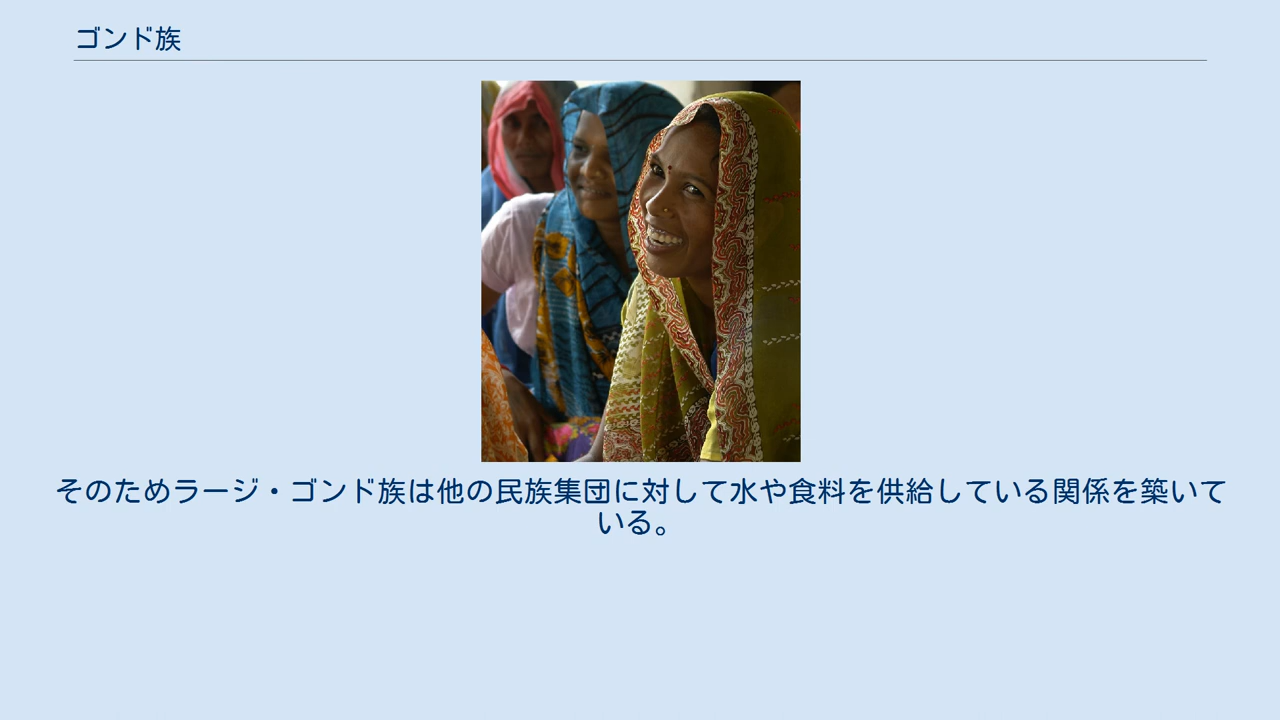 ゴンド族
そのためラージ・ゴンド族は他の民族集団に対して水や食料を供給している関係を築いて
いる。